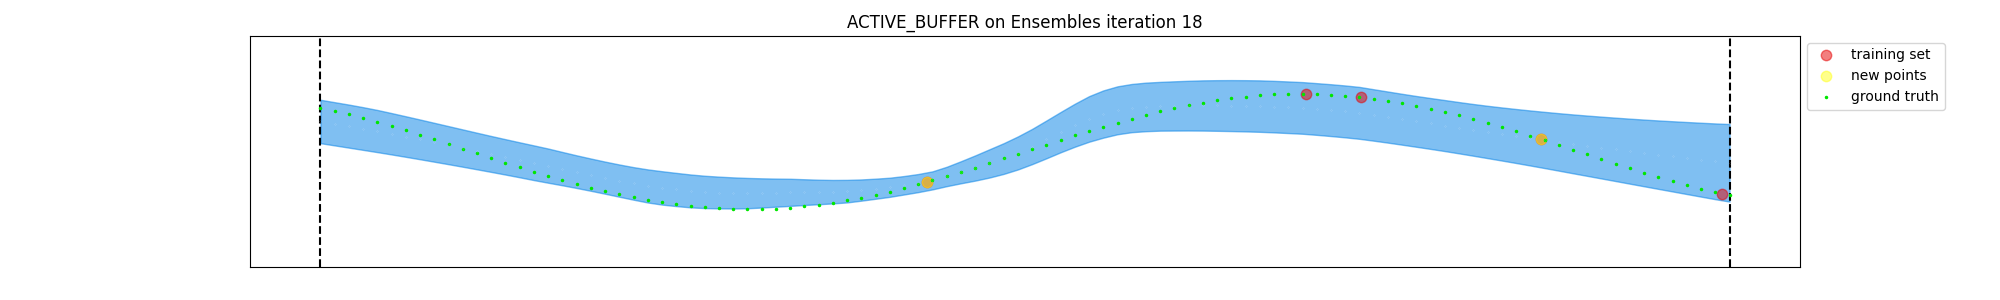 ACTIVE_BUFFER on Ensembles iteration 18
training set
new points
ground truth